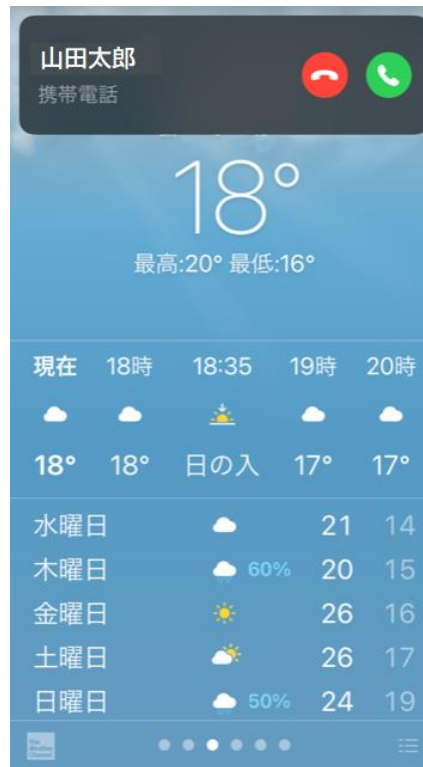 山田太郎
携帯電話
18°
最高:20° 最低:16°
現在 18時 18:35 19時 20時
18° 18° 日の入 17° 17°
水曜日 21 14
木曜日 60% 20 15
金曜日 26 16
土曜日 26 17
日曜日 50% 24 19
The
Weather
Channel